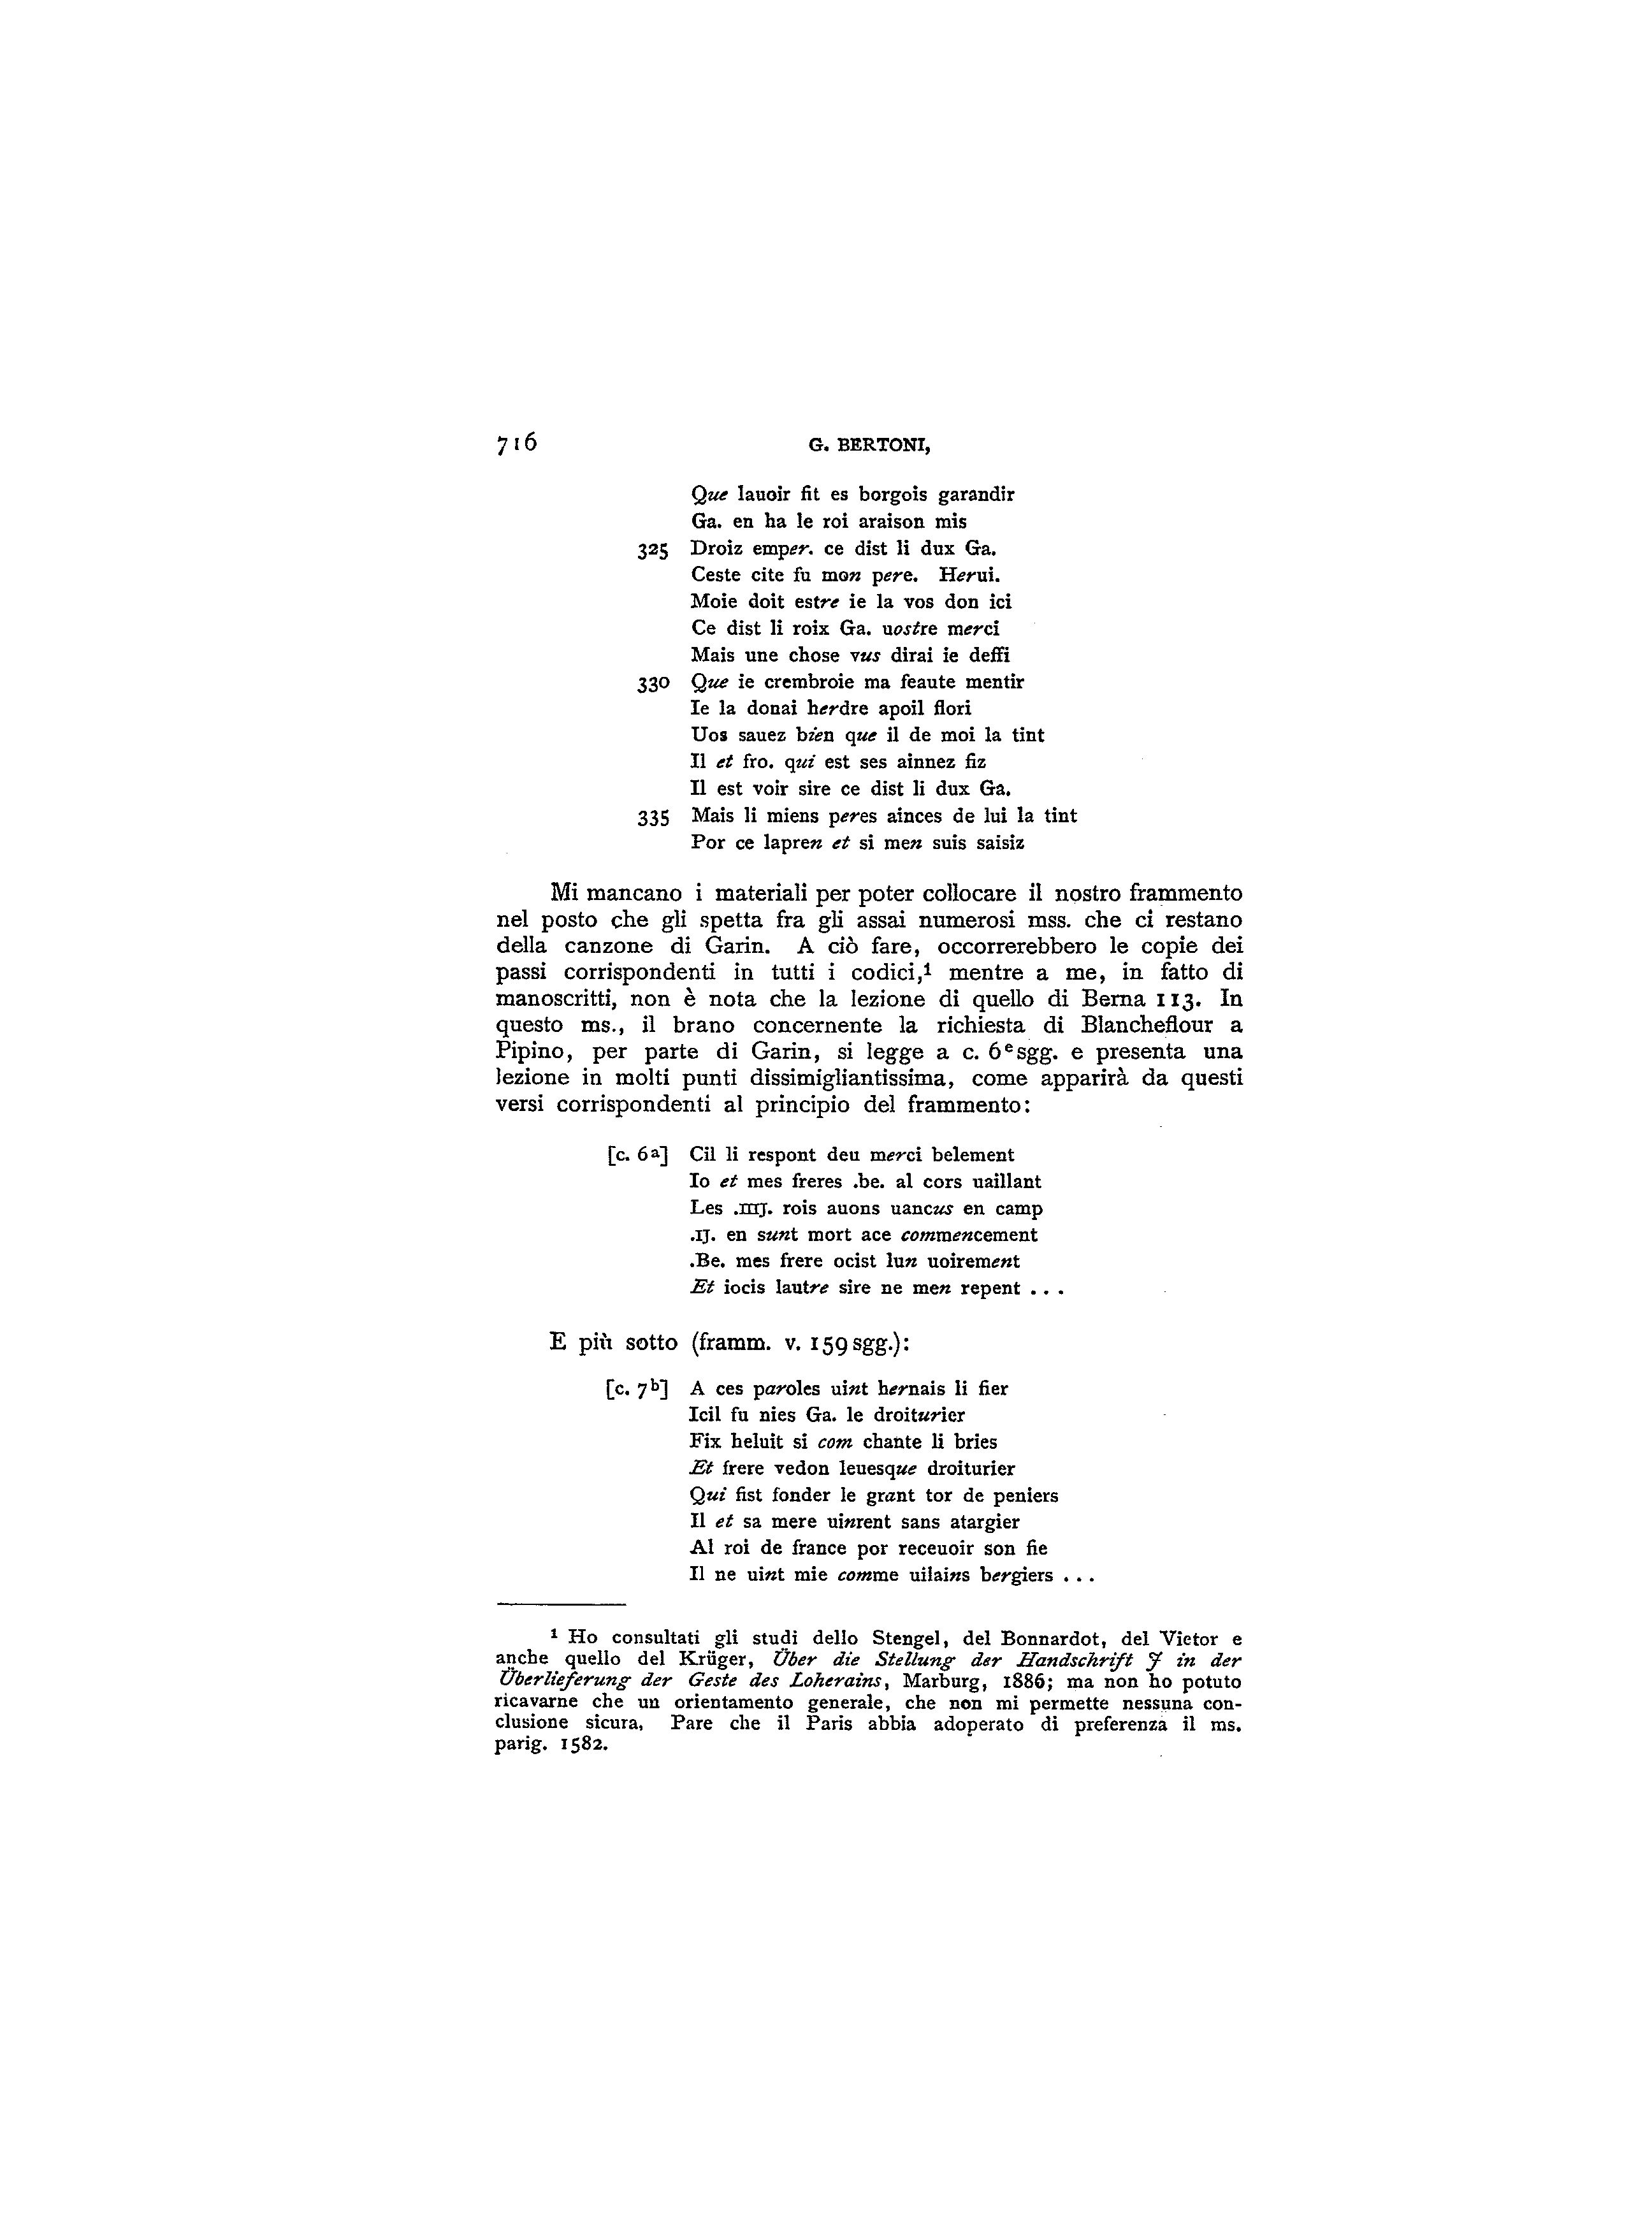 716 G. BERTONI,
Que lauoir fit es borgois garandir
Ga. en ha le roi araison mis
325 Droiz emper. ce dist li dux Ga.
Ceste cite fu mon pere. Herui.
Moie doit estre ie la vos don ici
Ce dist li roix Ga. uostre merci
Mais une chose vus dirai ie deffi
330 Que ie crembroie ma feaute mentir
Ie la donai herdre apoil flori
Uos sauez bien que il de moi la tint
Il et fro. qui est ses ainnez fiz
Il est voir sire ce dist li dux Ga.
335 Mais li miens peres ainces de lui la tint
Por ce lapren et si men suis saisiz
Mi mancano i materiali per poter collocare il nostro frammento
nel posto che gli spetta fra gli assai numerosi mss. che ci restano
della canzone di Garin. A ciò fare, occorrerebbero le copie dei
passi corrispondenti in tutti i codici,¹ mentre a me, in fatto di
manoscritti, non è nota che la lezione di quello di Berna 113. In
questo ms., il brano concernente la richiesta di Blancheflour a
Pipino, per parte di Garin, si legge a c. 6ᵉ sgg. e presenta una
lezione in molti punti dissimigliantissima, come apparirà da questi
versi corrispondenti al principio del frammento:
[c. 6ᵃ] Cil li respont deu merci belement
Io et mes freres .be. al cors uaillant
Les .IIIJ. rois auons uancus en camp
.IJ. en sunt mort ace commencement
.Be. mes frere ocist lun uoirement
Et iocis lautre sire ne men repent . . .
E più sotto (framm. v. 159 sgg.):
[c. 7ᵇ] A ces paroles uint hernais li fier
Icil fu nies Ga. le droiturier
Fix heluit si com chante li bries
Et frere vedon leuesque droiturier
Qui fist fonder le grant tor de peniers
Il et sa mere uinrent sans atargier
Al roi de france por receuoir son fie
Il ne uint mie comme uilains bergiers . . .
¹ Ho consultati gli studi dello Stengel, del Bonnardot, del Vietor e
anche quello del Krüger, Über die Stellung der Handschrift J in der
Überlieferung der Geste des Loherains, Marburg, 1886; ma non ho potuto
ricavarne che un orientamento generale, che non mi permette nessuna con-
clusione sicura, Pare che il Paris abbia adoperato di preferenza il ms.
parig. 1582.